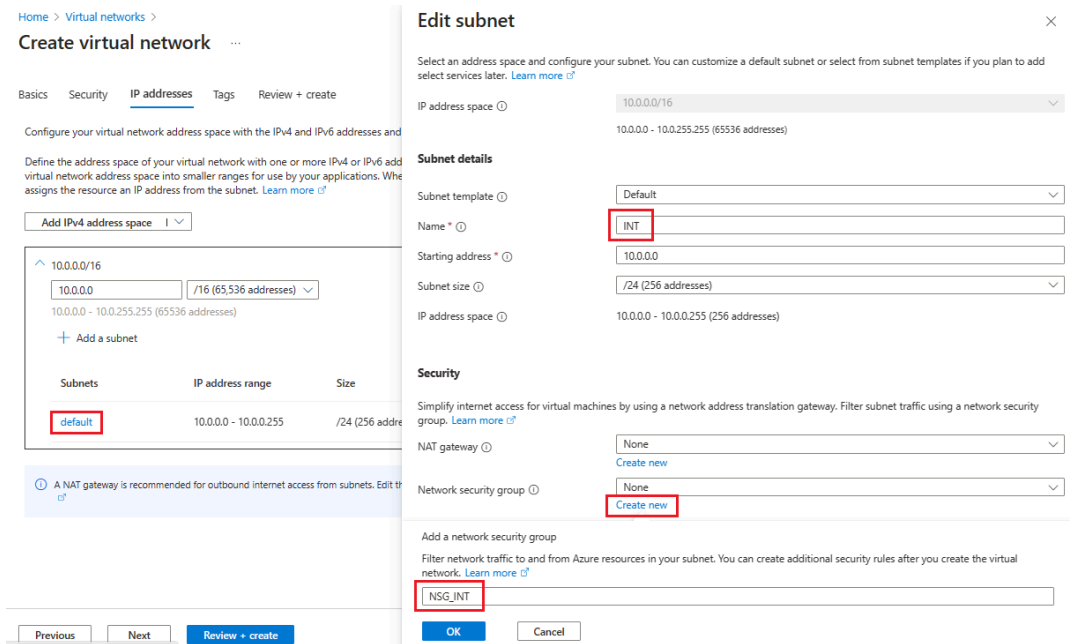 Home > Virtual networks >
Create virtual network ...
Basics Security IP addresses Tags Review + create
Configure your virtual network address space with the IPv4 and IPv6 addresses and
Define the address space of your virtual network with one or more IPv4 or IPv6 add
virtual network address space into smaller ranges for use by your applications. Whe
assigns the resource an IP address from the subnet. Learn more
Add IPv4 address space
10.0.0.0/16
10.0.0.0 /16 (65,536 addresses)
10.0.0.0 - 10.0.255.255 (65536 addresses)
+ Add a subnet
Subnets IP address range Size
default 10.0.0.0 - 10.0.0.255 /24 (256 addre
A NAT gateway is recommended for outbound internet access from subnets. Edit th
Previous Next Review + create
Edit subnet
Select an address space and configure your subnet. You can customize a default subnet or select from subnet templates if you plan to add
select services later. Learn more
IP address space 10.0.0.0/16
10.0.0.0 - 10.0.255.255 (65536 addresses)
Subnet details
Subnet template Default
Name * INT
Starting address * 10.0.0.0
Subnet size /24 (256 addresses)
IP address space 10.0.0.0 - 10.0.0.255 (256 addresses)
Security
Simplify internet access for virtual machines by using a network address translation gateway. Filter subnet traffic using a network security
group. Learn more
NAT gateway None
Create new
Network security group None
Create new
Add a network security group
Filter network traffic to and from Azure resources in your subnet. You can create additional security rules after you create the virtual
network. Learn more
NSG_INT
OK Cancel